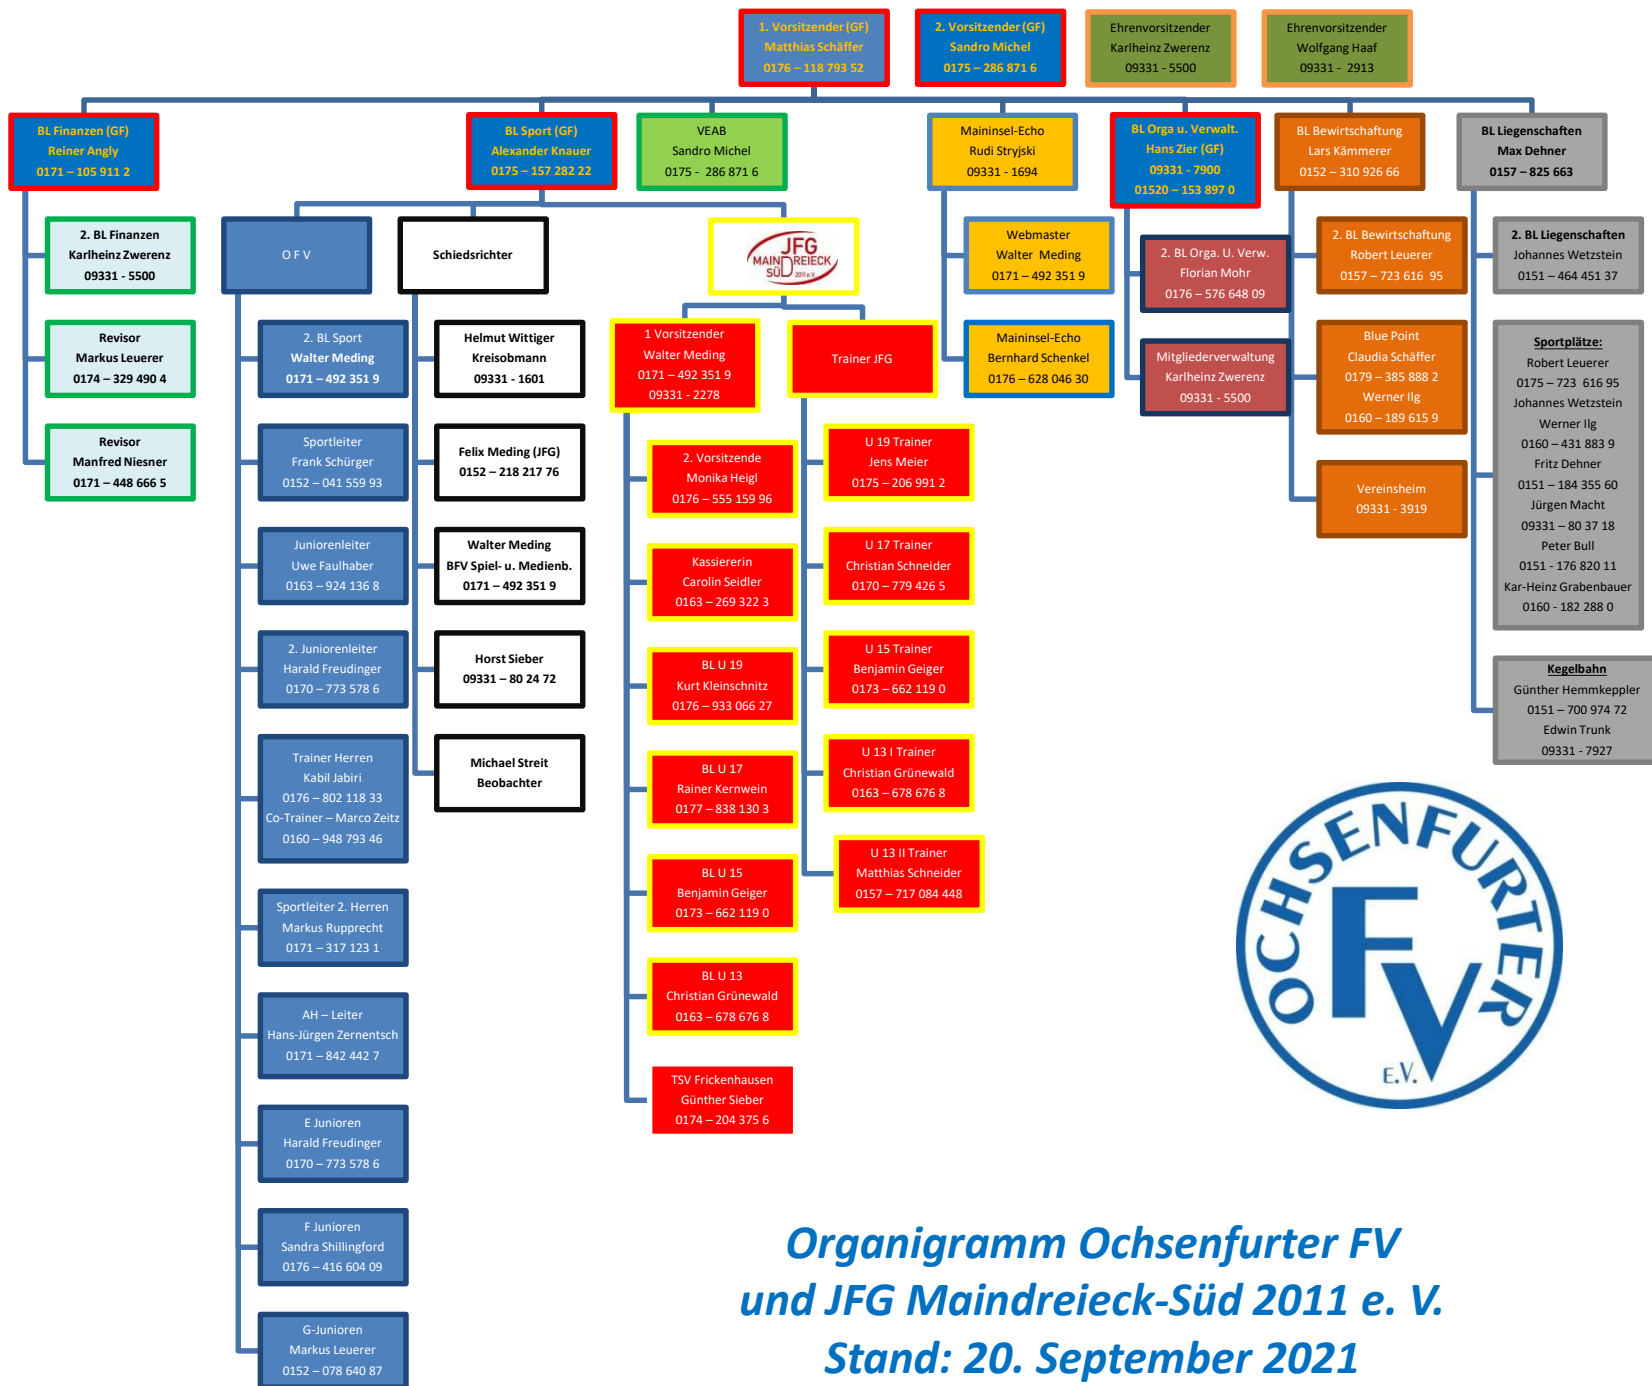 1. Vorsitzender (GF)
Matthias Schäffer
0176 – 118 793 52
2. Vorsitzender (GF)
Sandro Michel
0175 – 286 871 6
Ehrenvorsitzender
Karlheinz Zwerenz
09331 - 5500
Ehrenvorsitzender
Wolfgang Haaf
09331 - 2913
BL Finanzen (GF)
Reiner Angly
0171 – 105 911 2
BL Sport (GF)
Alexander Knauer
0175 – 157 282 22
VEAB
Sandro Michel
0175 - 286 871 6
Maininsel-Echo
Rudi Stryjski
09331 - 1694
BL Orga u. Verwalt.
Hans Zier (GF)
09331 - 7900
01520 – 153 897 0
BL Bewirtschaftung
Lars Kämmerer
0152 – 310 926 66
BL Liegenschaften
Max Dehner
0157 – 825 663
2. BL Finanzen
Karlheinz Zwerenz
09331 - 5500
Revisor
Markus Leuerer
0174 – 329 490 4
Revisor
Manfred Niesner
0171 – 448 666 5
O F V
2. BL Sport
Walter Meding
0171 – 492 351 9
Sportleiter
Frank Schürger
0152 – 041 559 93
Juniorenleiter
Uwe Faulhaber
0163 – 924 136 8
2. Juniorenleiter
Harald Freudinger
0170 – 773 578 6
Trainer Herren
Kabil Jabiri
0176 – 802 118 33
Co-Trainer – Marco Zeitz
0160 – 948 793 46
Sportleiter 2. Herren
Markus Rupprecht
0171 – 317 123 1
AH – Leiter
Hans-Jürgen Zernentsch
0171 – 842 442 7
E Junioren
Harald Freudinger
0170 – 773 578 6
F Junioren
Sandra Shillingford
0176 – 416 604 09
G-Junioren
Markus Leuerer
0152 – 078 640 87
Schiedsrichter
Helmut Wittiger
Kreisobmann
09331 - 1601
Felix Meding (JFG)
0152 – 218 217 76
Walter Meding
BFV Spiel- u. Medienb.
0171 – 492 351 9
Horst Sieber
09331 – 80 24 72
Michael Streit
Beobachter
JFG
MAINDREIECK
SÜD 2011 e.V.
1 Vorsitzender
Walter Meding
0171 – 492 351 9
09331 - 2278
2. Vorsitzende
Monika Heigl
0176 – 555 159 96
Kassiererin
Carolin Seidler
0163 – 269 322 3
BL U 19
Kurt Kleinschnitz
0176 – 933 066 27
BL U 17
Rainer Kernwein
0177 – 838 130 3
BL U 15
Benjamin Geiger
0173 – 662 119 0
BL U 13
Christian Grünewald
0163 – 678 676 8
TSV Frickenhausen
Günther Sieber
0174 – 204 375 6
Trainer JFG
U 19 Trainer
Jens Meier
0175 – 206 991 2
U 17 Trainer
Christian Schneider
0170 – 779 426 5
U 15 Trainer
Benjamin Geiger
0173 – 662 119 0
U 13 I Trainer
Christian Grünewald
0163 – 678 676 8
U 13 II Trainer
Matthias Schneider
0157 – 717 084 448
Webmaster
Walter Meding
0171 – 492 351 9
Maininsel-Echo
Bernhard Schenkel
0176 – 628 046 30
2. BL Orga. U. Verw.
Florian Mohr
0176 – 576 648 09
Mitgliederverwaltung
Karlheinz Zwerenz
09331 - 5500
2. BL Bewirtschaftung
Robert Leuerer
0157 – 723 616 95
Blue Point
Claudia Schäffer
0179 – 385 888 2
Werner Ilg
0160 – 189 615 9
Vereinsheim
09331 - 3919
2. BL Liegenschaften
Johannes Wetzstein
0151 – 464 451 37
Sportplätze:
Robert Leuerer
0175 – 723 616 95
Johannes Wetzstein
Werner Ilg
0160 – 431 883 9
Fritz Dehner
0151 – 184 355 60
Jürgen Macht
09331 – 80 37 18
Peter Bull
0151 - 176 820 11
Kar-Heinz Grabenbauer
0160 - 182 288 0
Kegelbahn
Günther Hemmkeppler
0151 – 700 974 72
Edwin Trunk
09331 - 7927
OCHSENFURTER
FV
E.V.
Organigramm Ochsenfurter FV
und JFG Maindreieck-Süd 2011 e. V.
Stand: 20. September 2021